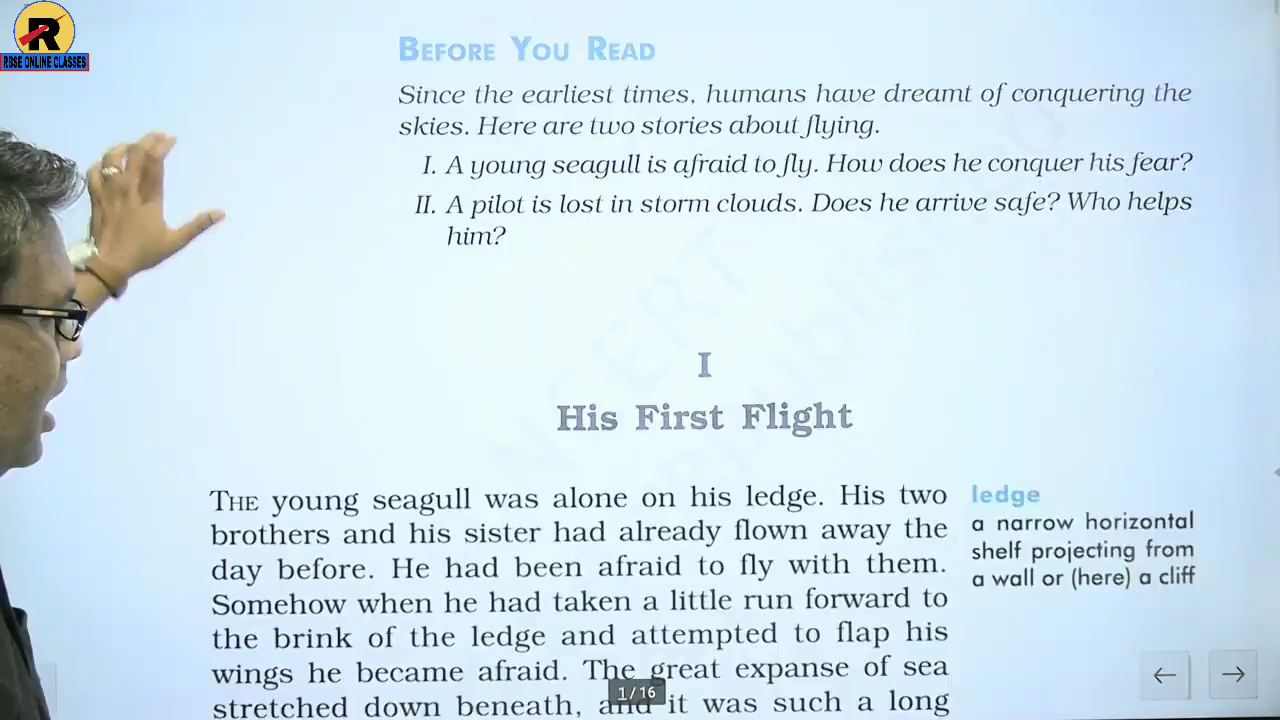 R
RBSE ONLINE CLASSES
BEFORE YOU READ
Since the earliest times, humans have dreamt of conquering the
skies. Here are two stories about flying.
I. A young seagull is afraid to fly. How does he conquer his fear?
II. A pilot is lost in storm clouds. Does he arrive safe? Who helps
him?
I
His First Flight
THE young seagull was alone on his ledge. His two
brothers and his sister had already flown away the
day before. He had been afraid to fly with them.
Somehow when he had taken a little run forward to
the brink of the ledge and attempted to flap his
wings he became afraid. The great expanse of sea
stretched down beneath, and it was such a long
ledge
a narrow horizontal
shelf projecting from
a wall or (here) a cliff
1/16
NCERT